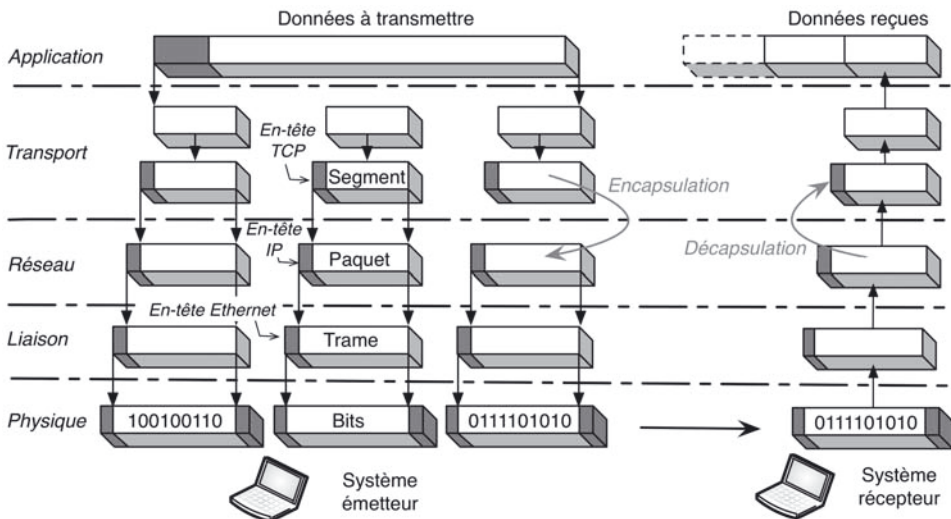 Données à transmettre
Données reçues
Application
En-tête
TCP
Transport
Segment
Encapsulation
En-tête
IP
Décapsulation
Réseau
Paquet
En-tête Ethernet
Liaison
Trame
Physique
100100110
Bits
0111101010
0111101010
Système
émetteur
Système
récepteur